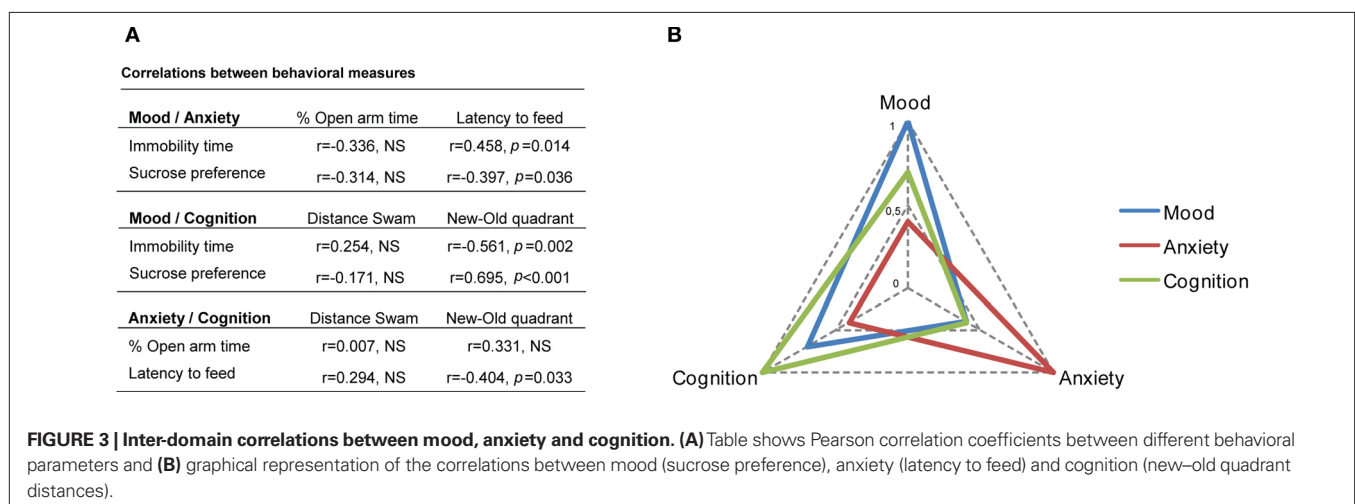 A
B
Correlations between behavioral measures
Mood / Anxiety % Open arm time Latency to feed
Immobility time r=-0.336, NS r=0.458, p=0.014
Sucrose preference r=-0.314, NS r=-0.397, p=0.036
Mood / Cognition Distance Swam New-Old quadrant
Immobility time r=0.254, NS r=-0.561, p=0.002
Sucrose preference r=-0.171, NS r=0.695, p<0.001
Anxiety / Cognition Distance Swam New-Old quadrant
% Open arm time r=0.007, NS r=0.331, NS
Latency to feed r=0.294, NS r=-0.404, p=0.033
Mood
1
0,5
0
Cognition
Anxiety
Mood
Anxiety
Cognition
FIGURE 3 | Inter-domain correlations between mood, anxiety and cognition. (A) Table shows Pearson correlation coefficients between different behavioral
parameters and (B) graphical representation of the correlations between mood (sucrose preference), anxiety (latency to feed) and cognition (new–old quadrant
distances).